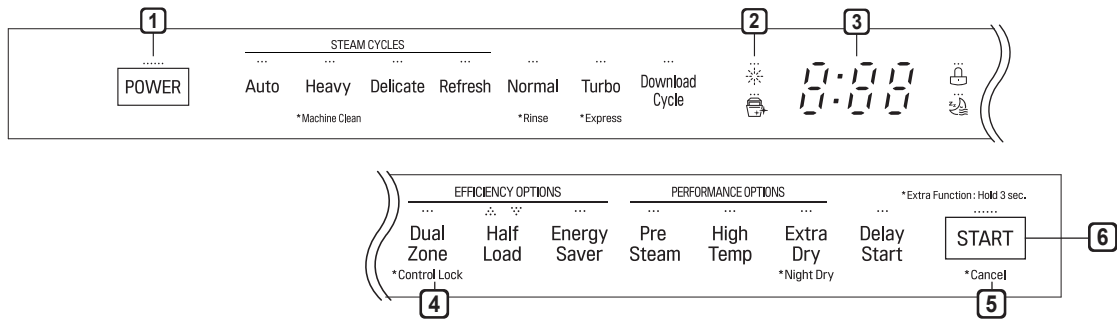 1
2
3
STEAM CYCLES
POWER
Auto
Heavy
Delicate
Refresh
Normal
Turbo
Download
Cycle
8:88
*Machine Clean
*Rinse
*Express
EFFICIENCY OPTIONS
PERFORMANCE OPTIONS
*Extra Function: Hold 3 sec.
Dual
Zone
Half
Load
Energy
Saver
Pre
Steam
High
Temp
Extra
Dry
Delay
Start
START
6
*Control Lock
*Night Dry
*Cancel
4
5